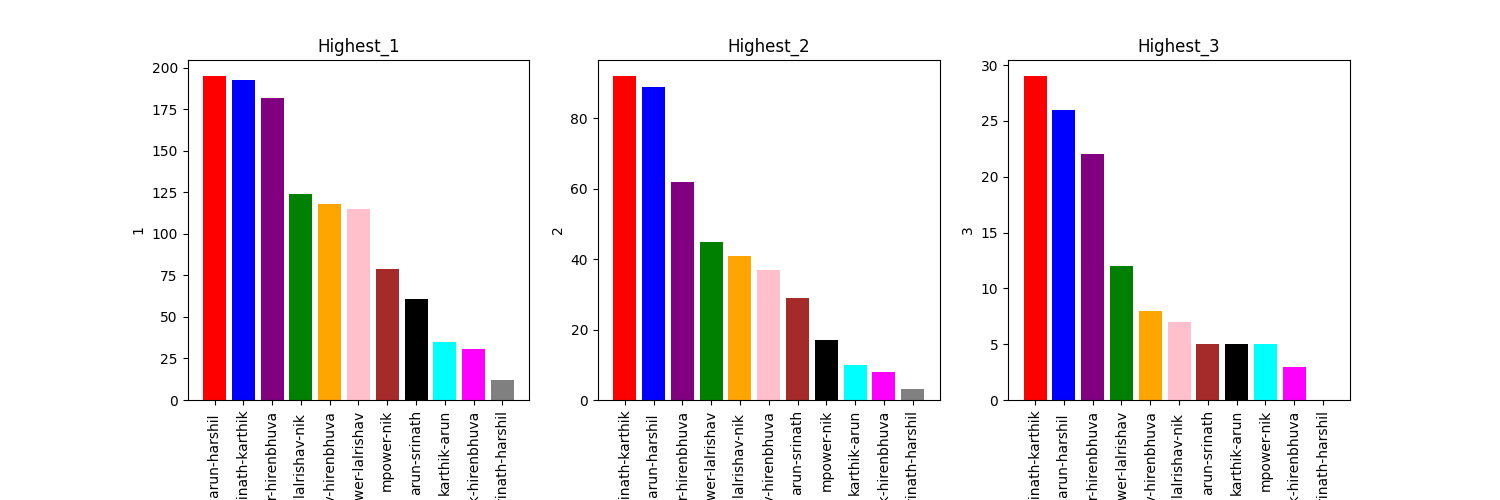 Highest_1
200
175
150
125
100
75
50
25
0
1
arun-harshil
inath-karthik
r-hirenbhuva
lalrishav-nik
v-hirenbhuva
wer-lalrishav
mpower-nik
arun-srinath
karthik-arun
k-hirenbhuva
inath-harshil
Highest_2
80
60
40
20
0
2
inath-karthik
arun-harshil
r-hirenbhuva
wer-lalrishav
lalrishav-nik
v-hirenbhuva
arun-srinath
mpower-nik
karthik-arun
k-hirenbhuva
inath-harshil
Highest_3
30
25
20
15
10
5
0
3
inath-karthik
arun-harshil
r-hirenbhuva
wer-lalrishav
v-hirenbhuva
lalrishav-nik
arun-srinath
karthik-arun
mpower-nik
k-hirenbhuva
inath-harshil